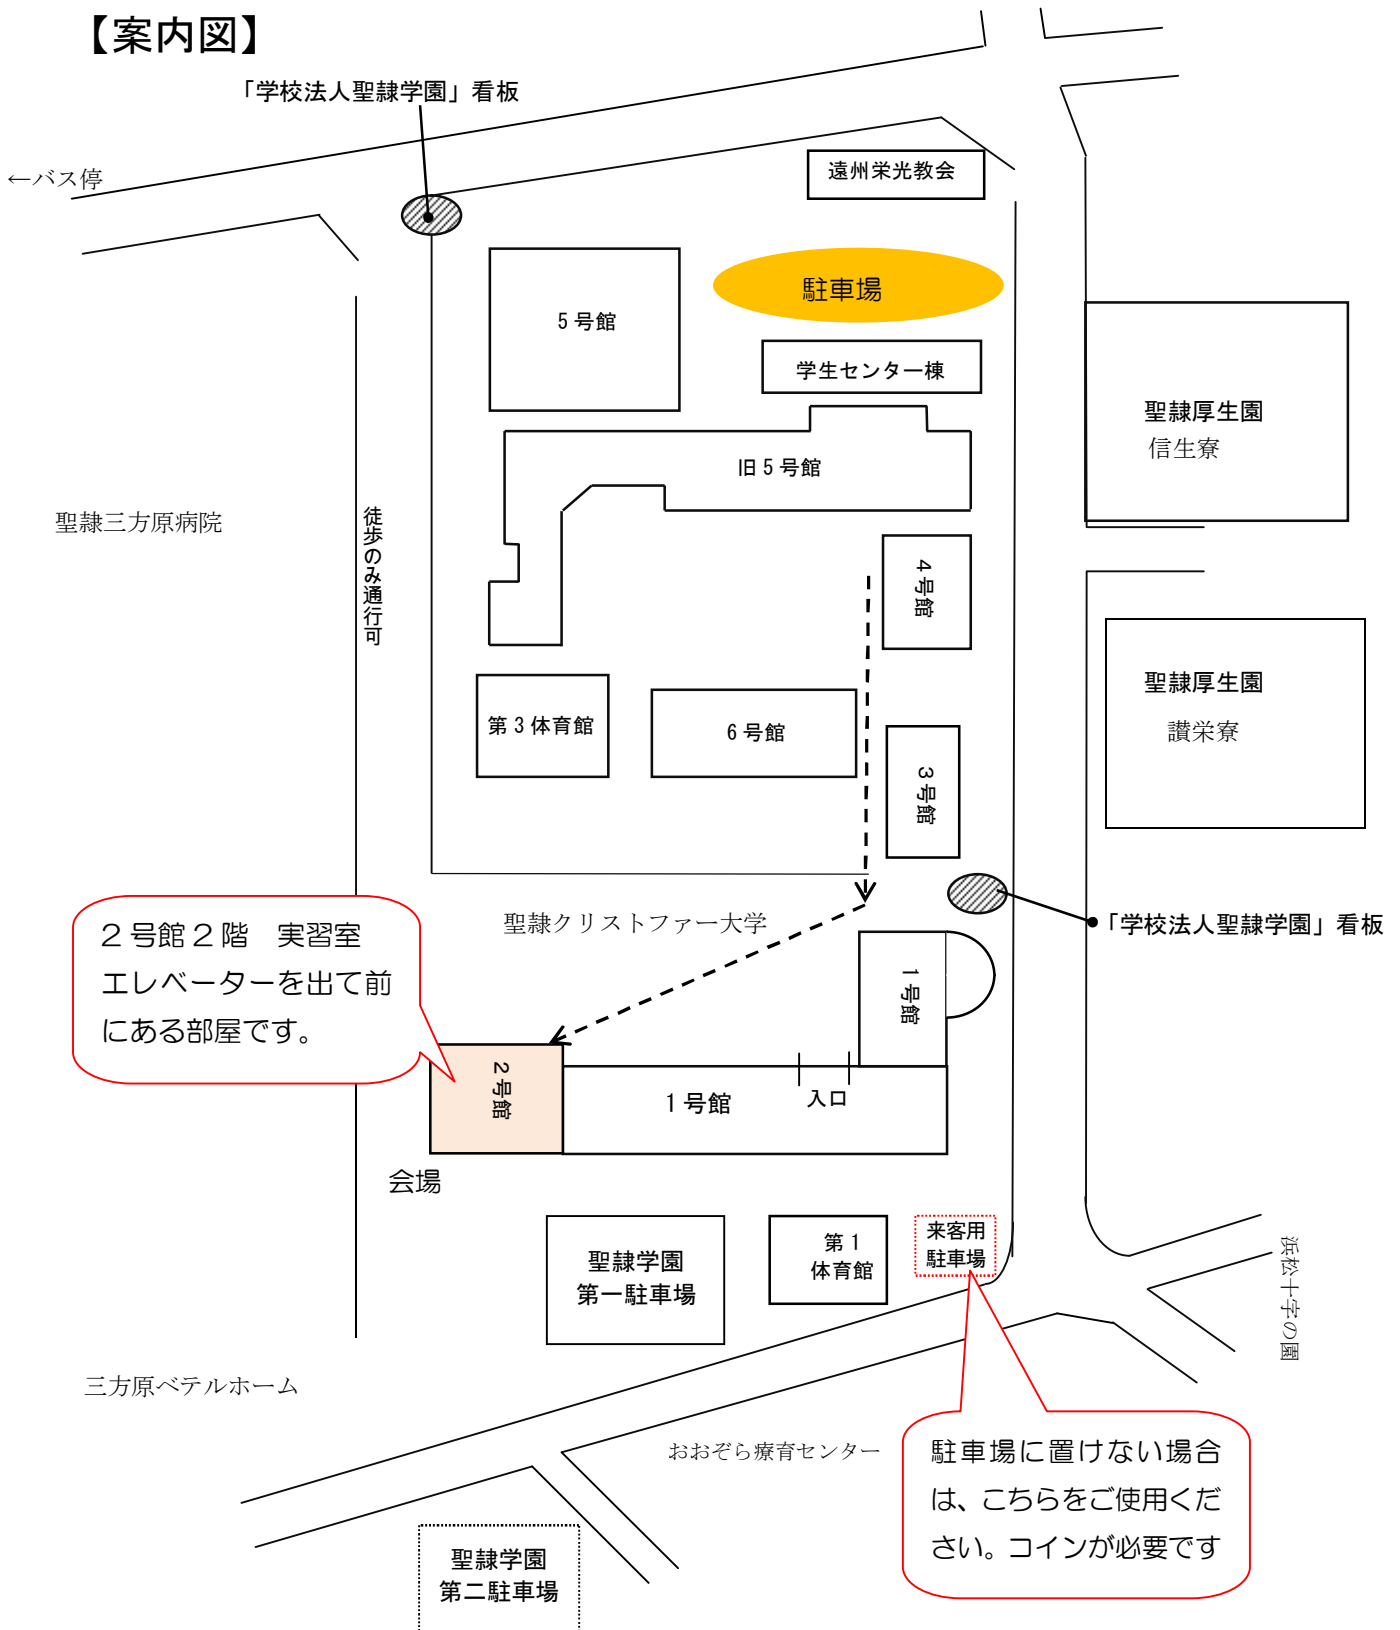 【案内図】
「学校法人聖隷学園」看板
←バス停
遠州栄光教会
駐車場
5号館
学生センター棟
聖隷厚生園
信生寮
旧5号館
聖隷三方原病院
徒歩のみ通行可
4号館
聖隷厚生園
讃栄寮
第3体育館
6号館
3号館
「学校法人聖隷学園」看板
聖隷クリストファー大学
2号館2階　実習室
エレベーターを出て前
にある部屋です。
1号館
2号館
1号館
入口
会場
来客用
駐車場
第1
体育館
聖隷学園
第一駐車場
浜松十字の園
三方原ベテルホーム
おおぞら療育センター
駐車場に置けない場合
は、こちらをご使用くだ
さい。コインが必要です
聖隷学園
第二駐車場